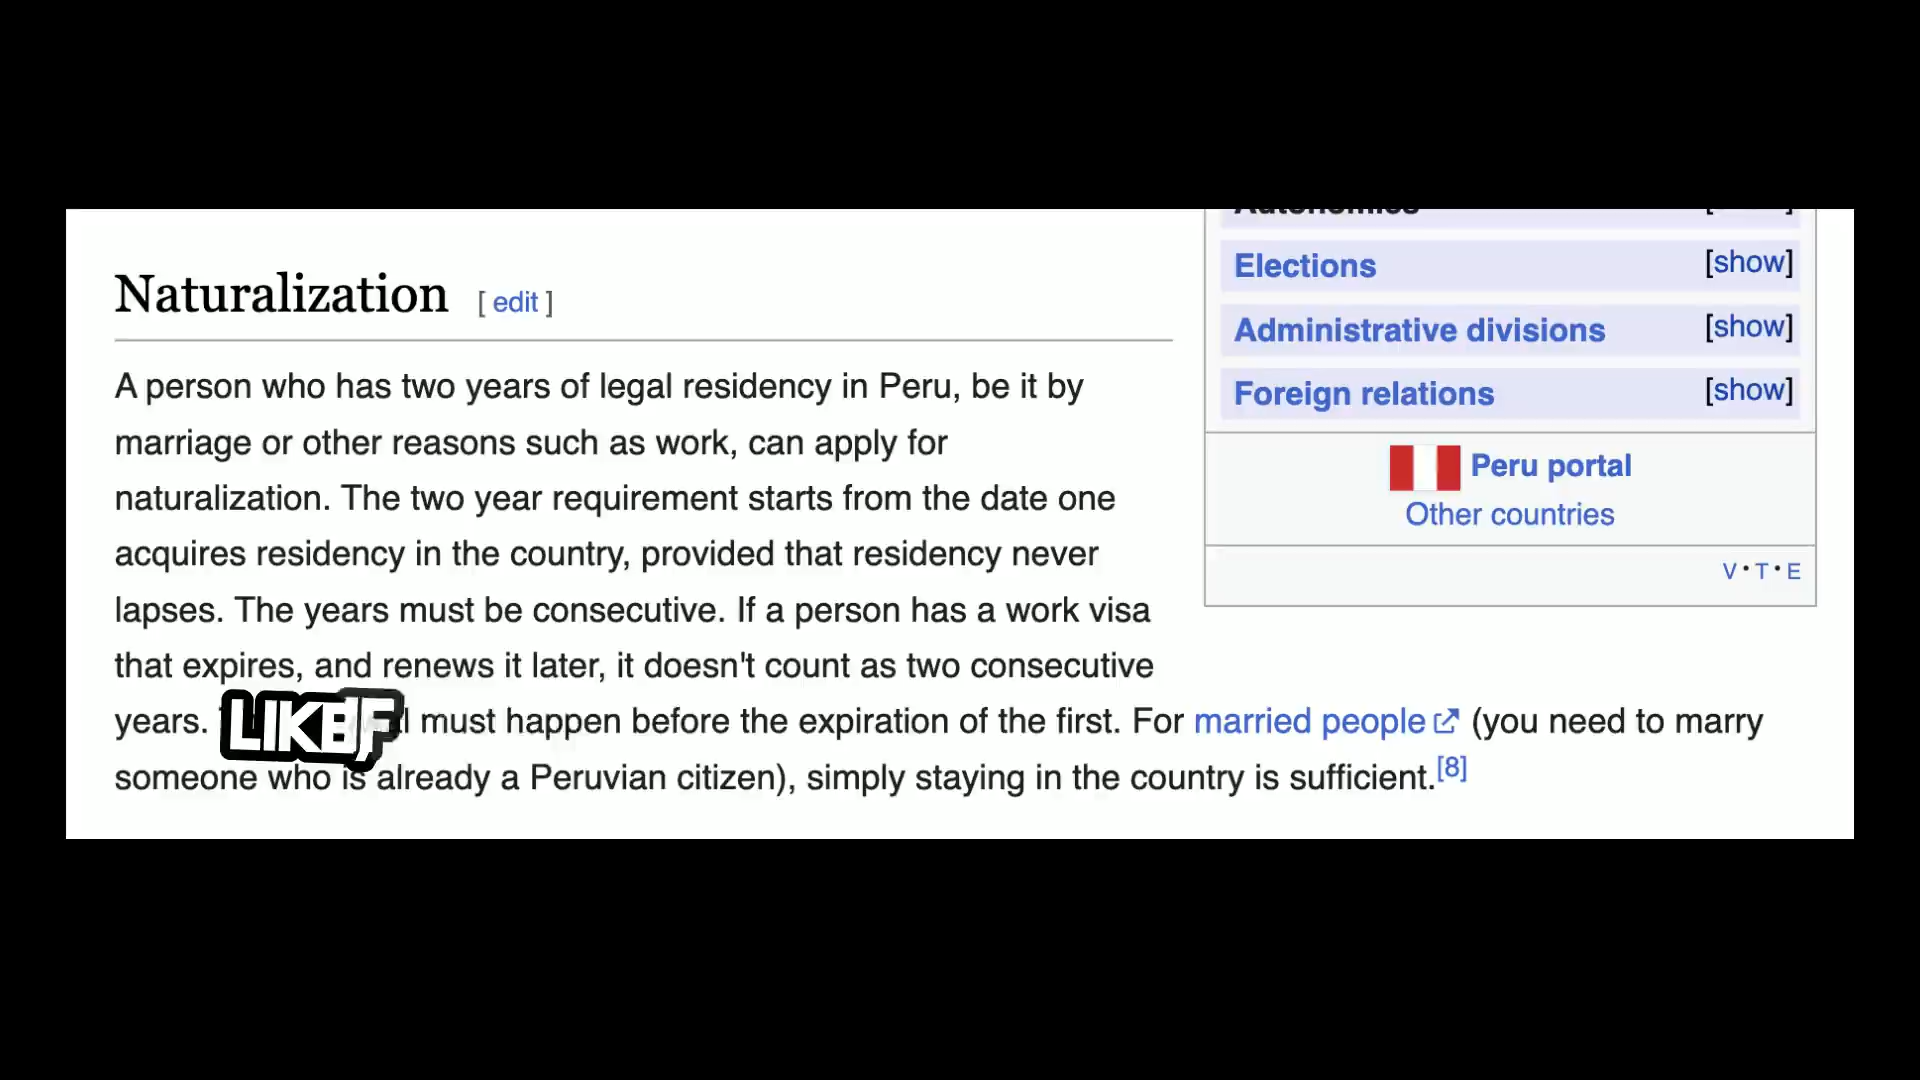 Naturalization [ edit ]
A person who has two years of legal residency in Peru, be it by
marriage or other reasons such as work, can apply for
naturalization. The two year requirement starts from the date one
acquires residency in the country, provided that residency never
lapses. The years must be consecutive. If a person has a work visa
that expires, and renews it later, it doesn't count as two consecutive
years. must happen before the expiration of the first. For married people (you need to marry
someone who is already a Peruvian citizen), simply staying in the country is sufficient.[8]
Elections [show]
Administrative divisions [show]
Foreign relations [show]
Peru portal
Other countries
V • T • E